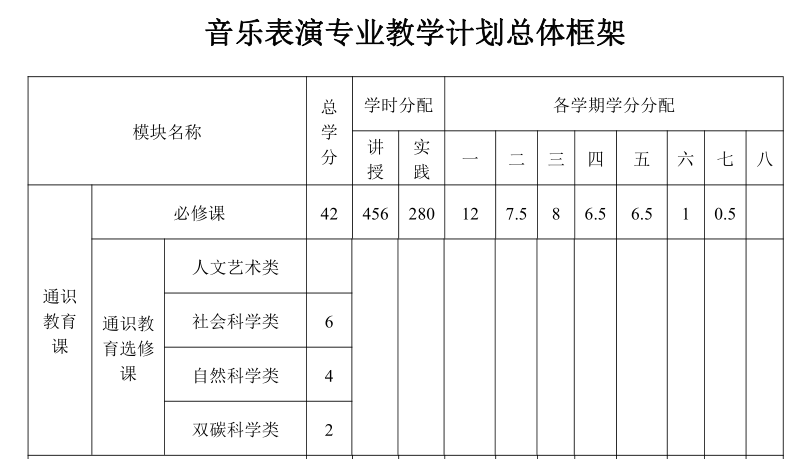 音乐表演专业教学计划总体框架
模块名称 总学分 学时分配 各学期学分分配
讲授 实践 一 二 三 四 五 六 七 八
通识教育课 必修课 42 456 280 12 7.5 8 6.5 6.5 1 0.5
通识教育选修课 人文艺术类
社会科学类 6
自然科学类 4
双碳科学类 2